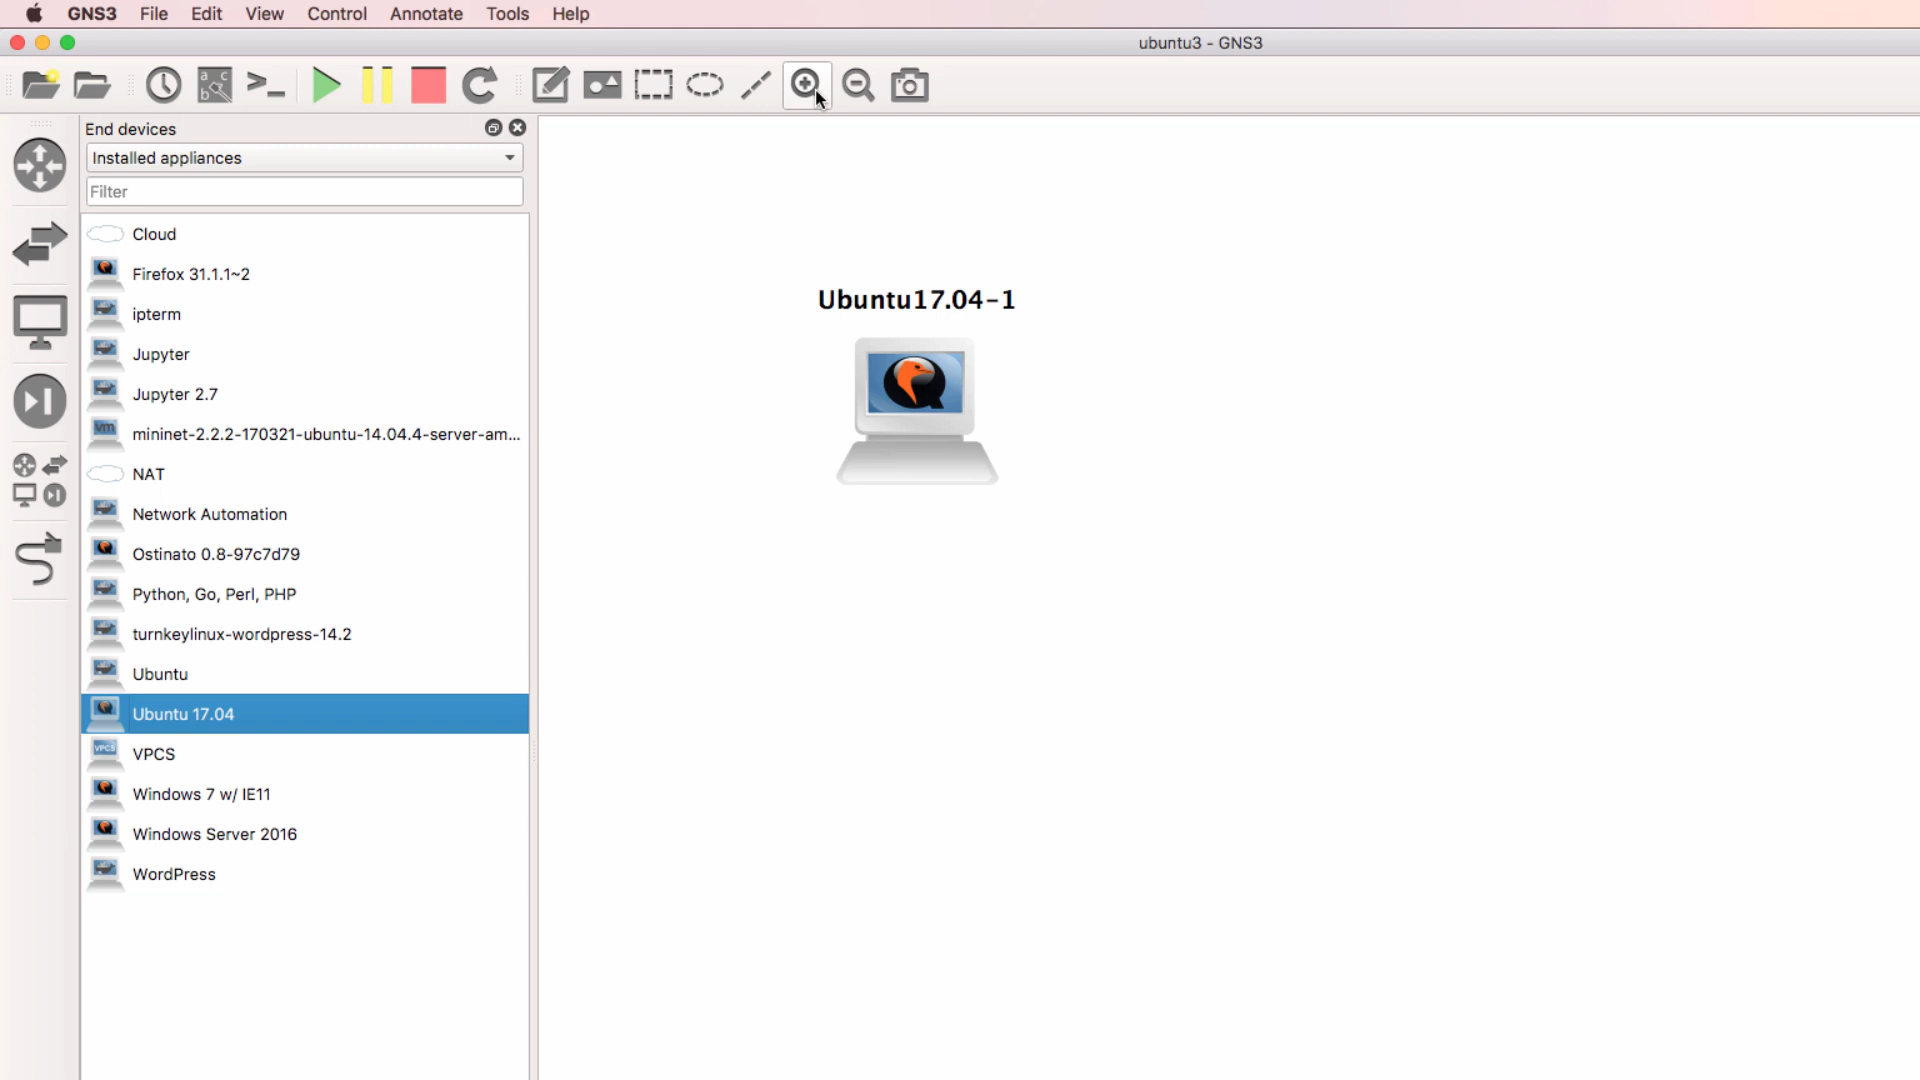 GNS3 File Edit View Control Annotate Tools Help
ubuntu3 - GNS3
a c
b
>_
End devices
Installed appliances
Filter
Cloud
Firefox 31.1.1~2
ipterm
Jupyter
Jupyter 2.7
vm mininet-2.2.2-170321-ubuntu-14.04.4-server-am...
NAT
Network Automation
Ostinato 0.8-97c7d79
Python, Go, Perl, PHP
turnkeylinux-wordpress-14.2
Ubuntu
Ubuntu 17.04
VPCS VPCS
Windows 7 w/ IE11
Windows Server 2016
WordPress
Ubuntu17.04-1